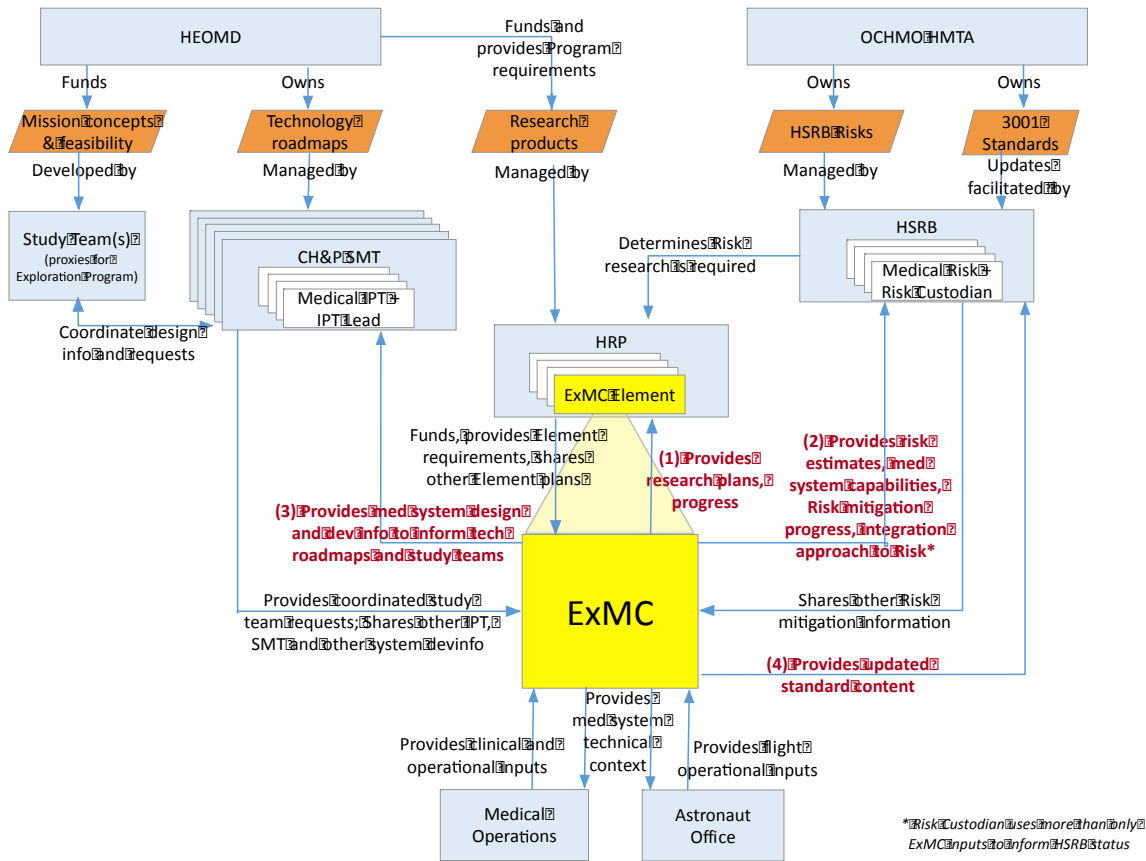 HEOMD
Funds and
provides Program
requirements
OCHMO HMTA
Funds
Owns
Owns
Owns
Mission concepts
& feasibility
Technology
roadmaps
Research
products
HSRB Risks
3001
Standards
Developed by
Managed by
Managed by
Managed by
Updates
facilitated by
Study Team(s)
(proxies for
Exploration Program)
CH&P SMT
Medical IPT +
IPT Lead
Determines Risk
research is required
HSRB
Medical Risk +
Risk Custodian
Coordinate design
info and requests
HRP
ExMC Element
Funds, provides Element
requirements, shares
other Element plans
(1) Provides
research plans,
progress
(2) Provides risk
estimates, med
system capabilities,
Risk mitigation
progress, integration
approach to Risk*
(3) Provides med system design
and dev info to inform tech
roadmaps and study teams
ExMC
Provides coordinated study
team requests; Shares other IPT,
SMT and other system devinfo
Shares other Risk
mitigation information
(4) Provides updated
standard content
Provides
med system
technical
context
Provides clinical and
operational inputs
Provides flight
operational inputs
Medical
Operations
Astronaut
Office
* Risk Custodian uses more than only
ExMC inputs to inform HSRB status